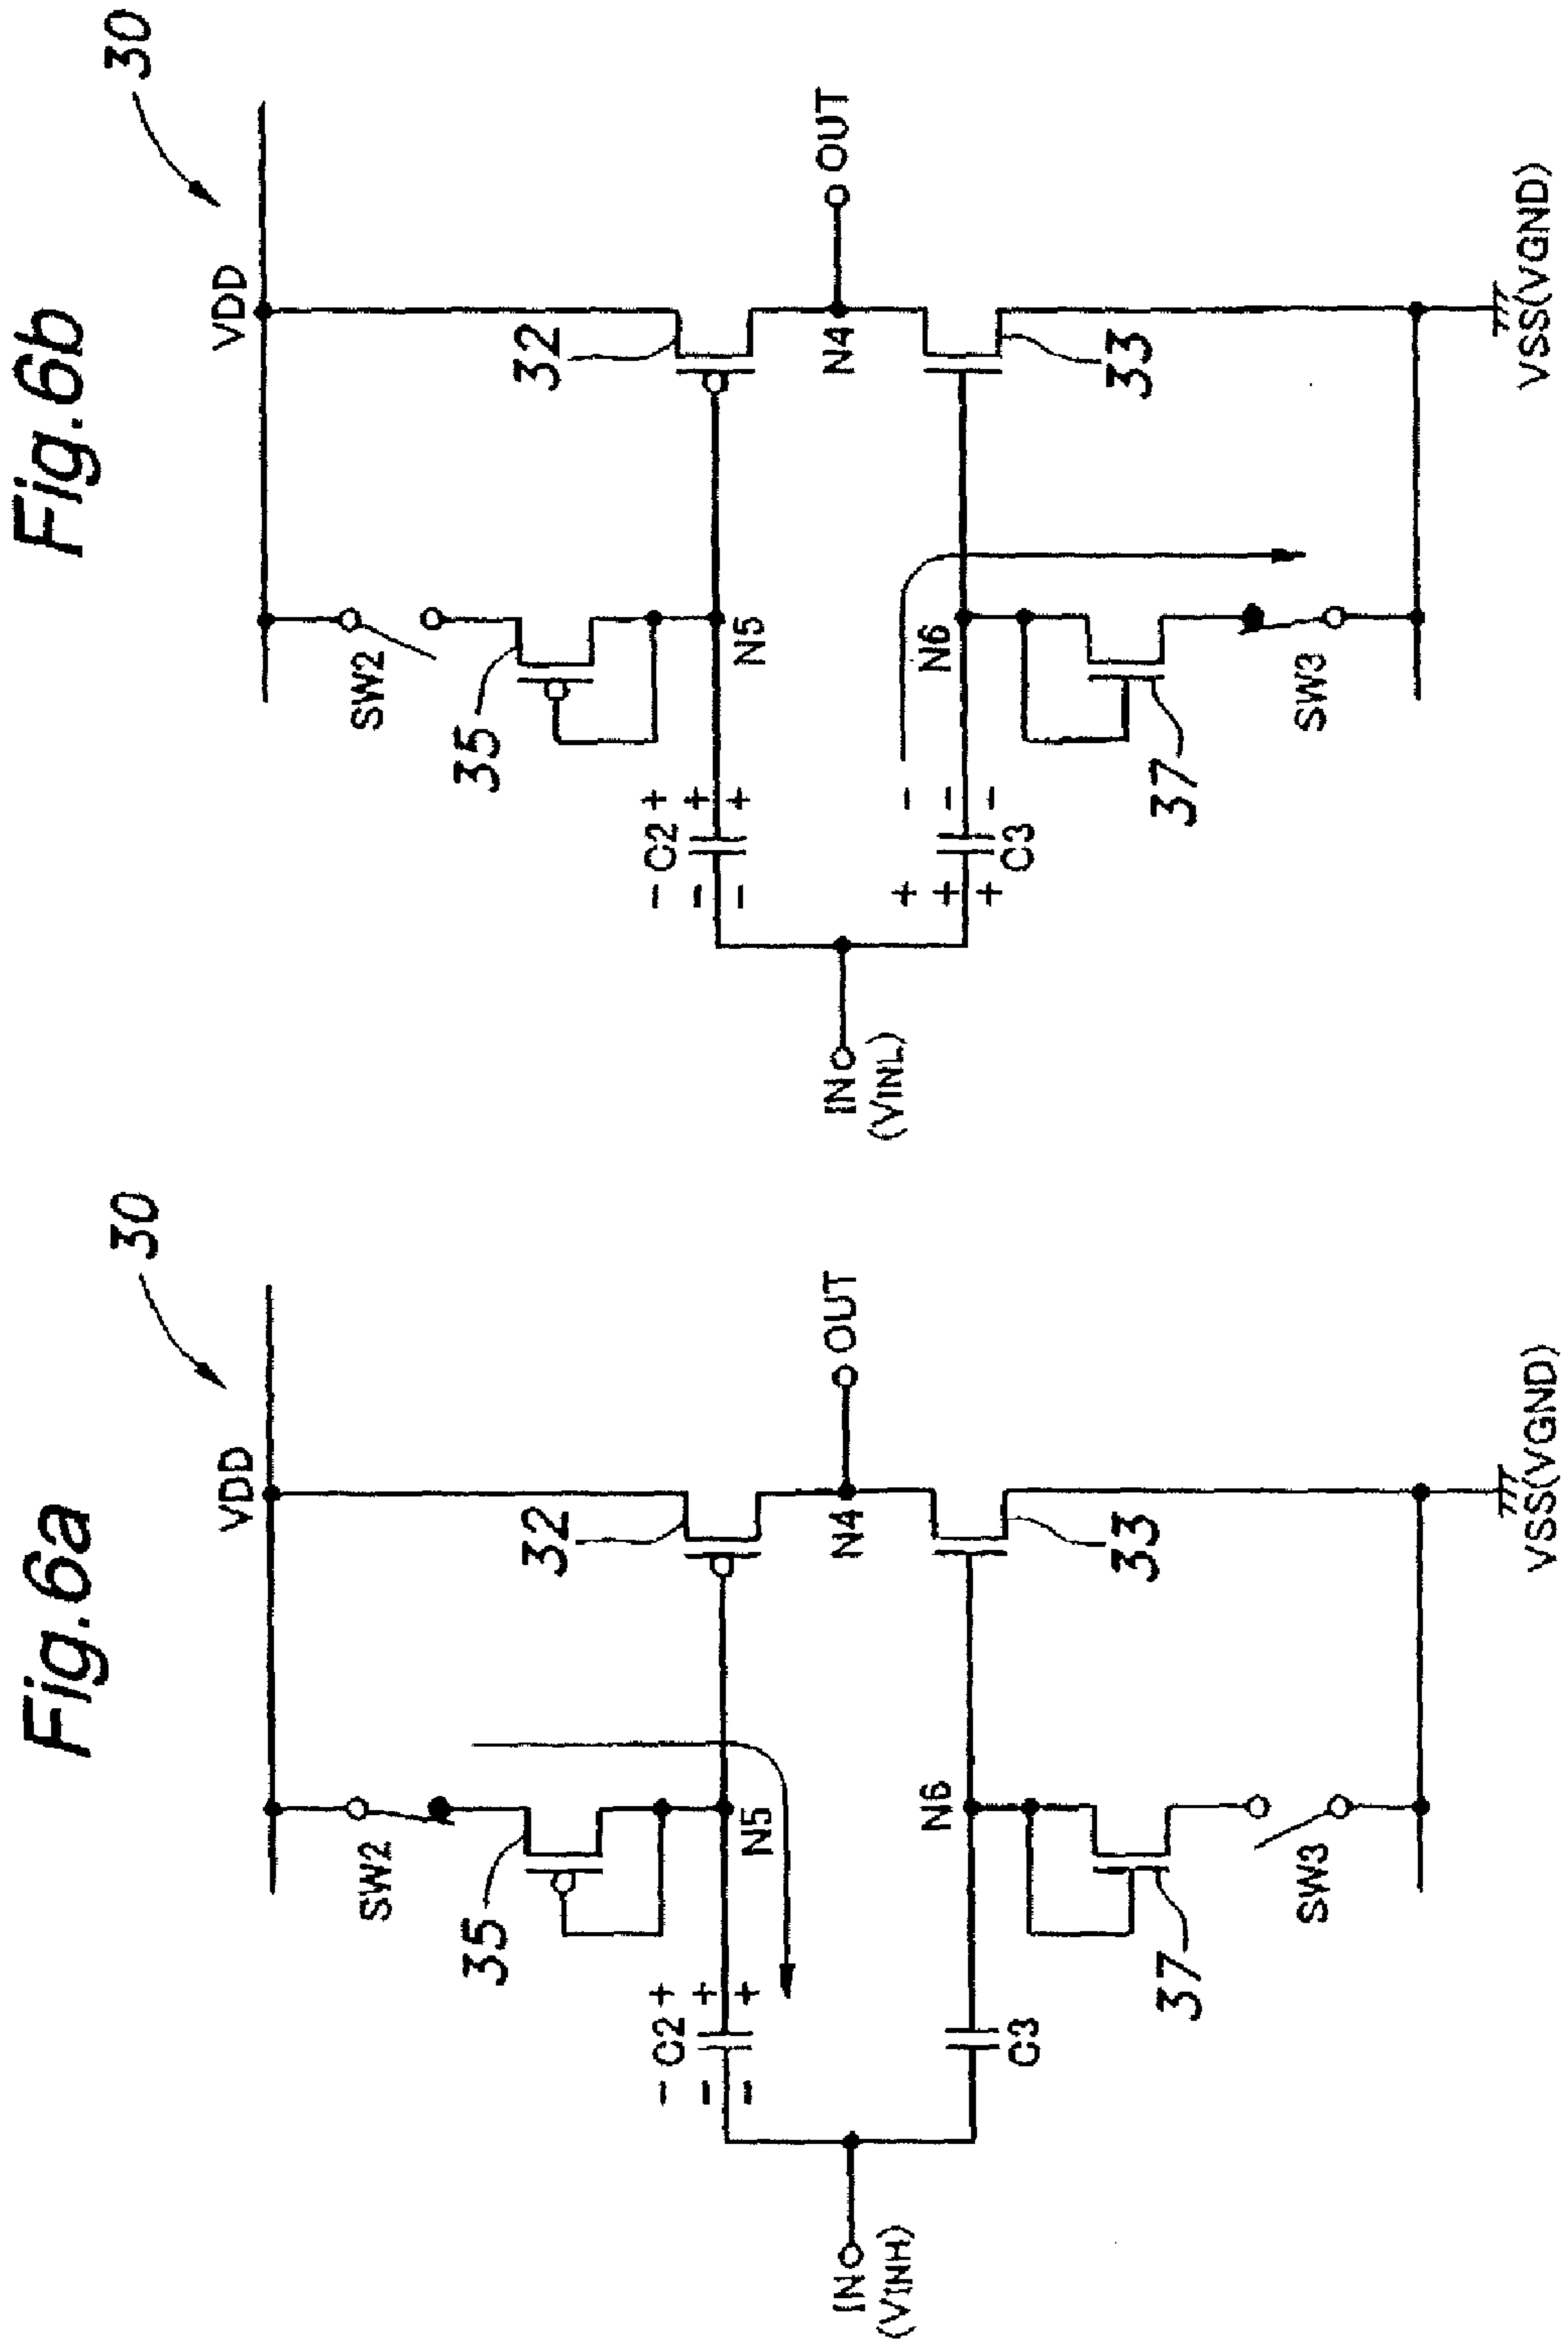 Fig.6a
30
VDD
SW2
35
32
N5
C2
- - -
+ + +
N4
OUT
IN
(VINH)
N6
C3
33
37
SW3
VSS(VGND)
Fig.6b
30
VDD
SW2
35
32
N5
C2
- - -
+ + +
N4
OUT
IN
(VINL)
N6
+ + +
- - -
C3
33
37
SW3
VSS(VGND)